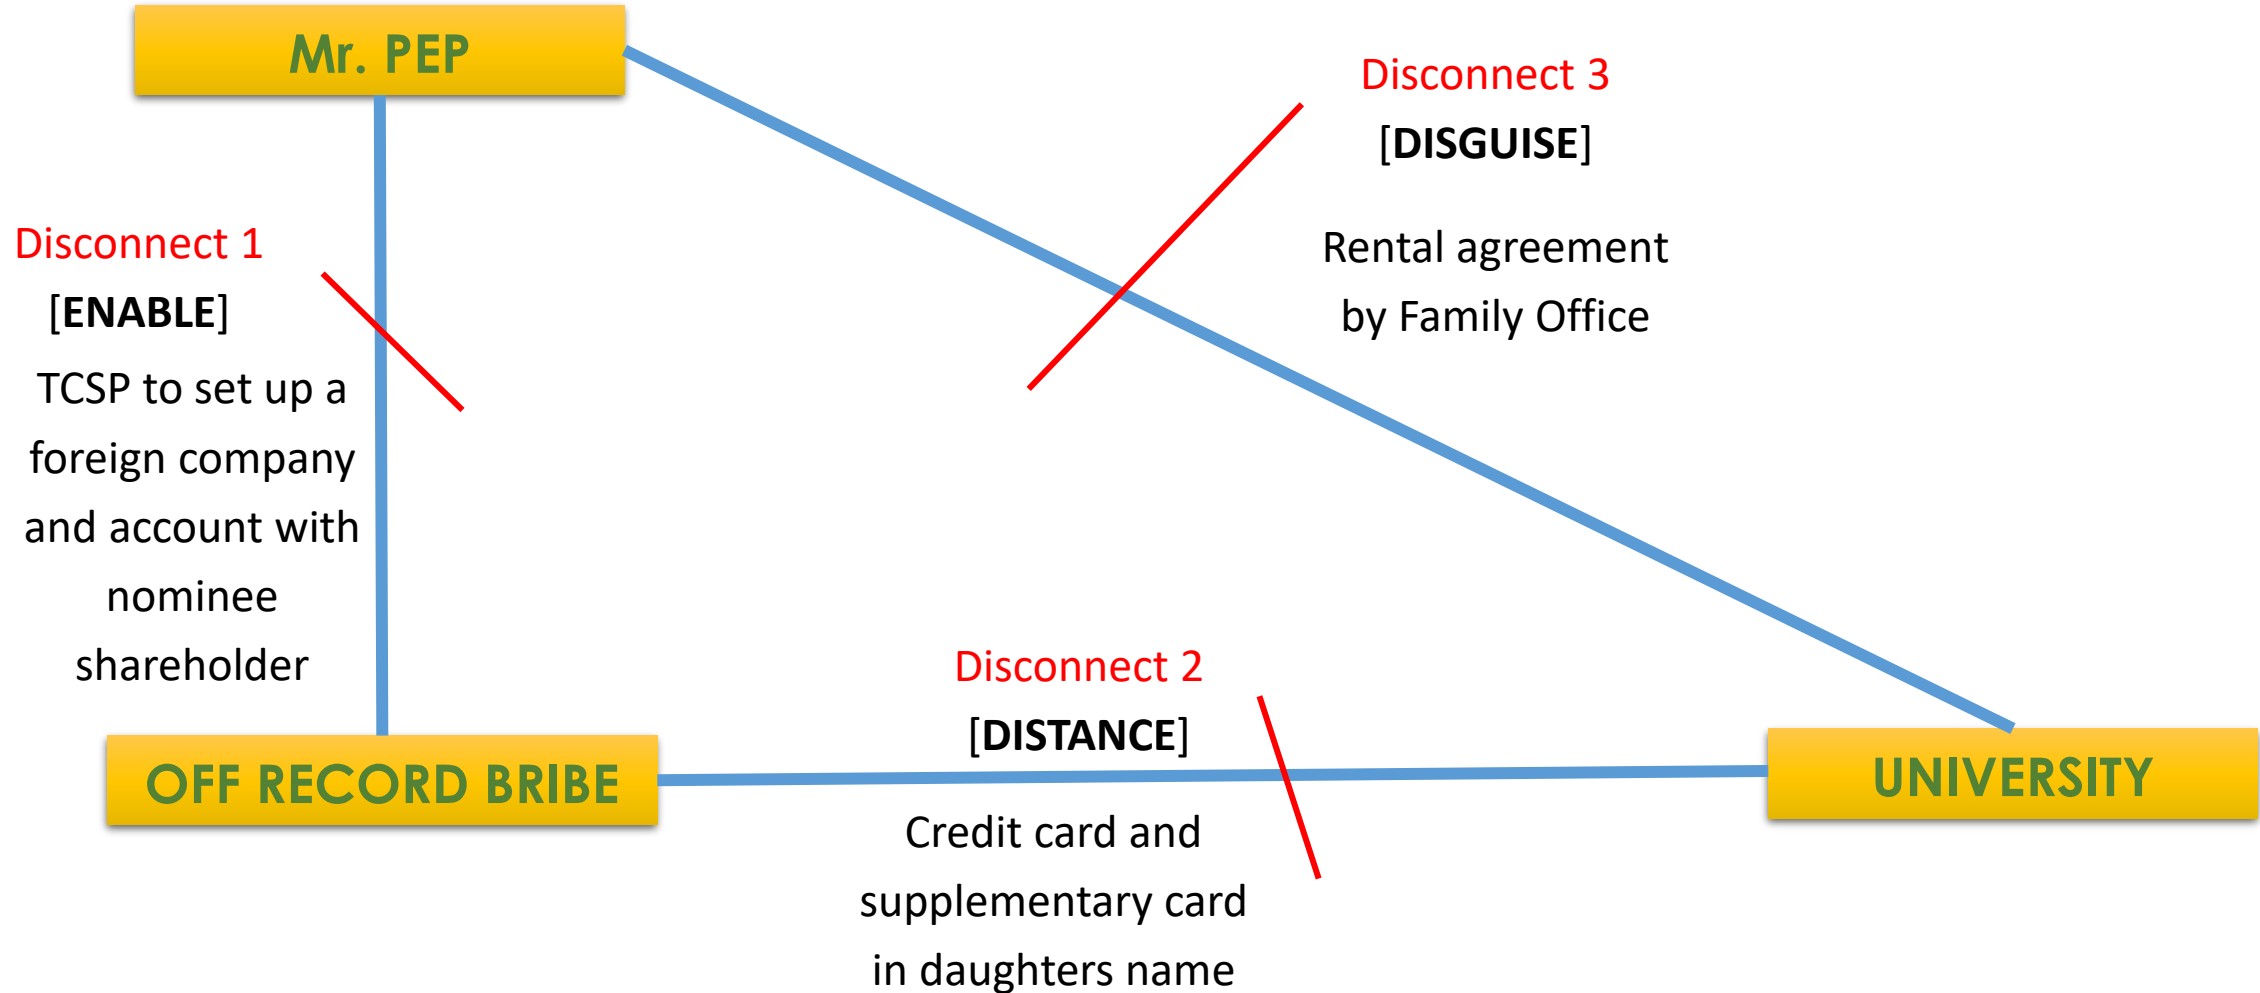 Mr. PEP
Disconnect 3
[DISGUISE]
Rental agreement
by Family Office
Disconnect 1
[ENABLE]
TCSP to set up a
foreign company
and account with
nominee
shareholder
Disconnect 2
[DISTANCE]
OFF RECORD BRIBE
UNIVERSITY
Credit card and
supplementary card
in daughters name